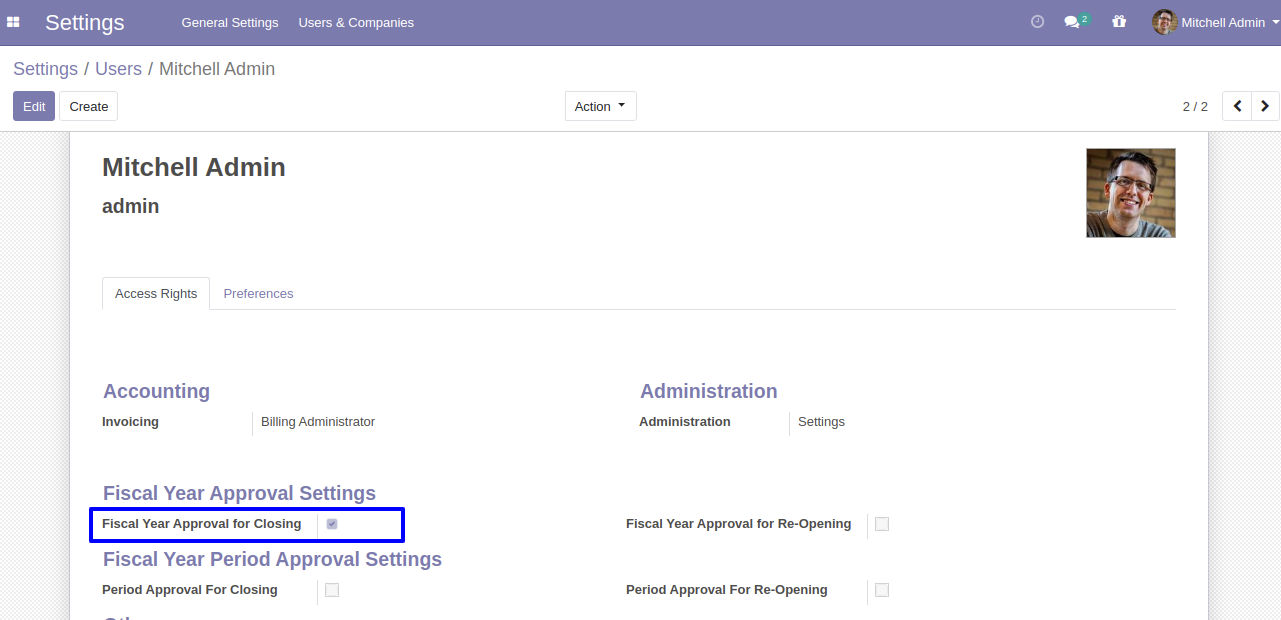 Settings General Settings Users & Companies 2 Mitchell Admin
Settings / Users / Mitchell Admin
Edit Create Action 2 / 2
Mitchell Admin
admin
Access Rights Preferences
Accounting Administration
Invoicing Billing Administrator Administration Settings
Fiscal Year Approval Settings
Fiscal Year Approval for Closing Fiscal Year Approval for Re-Opening
Fiscal Year Period Approval Settings
Period Approval For Closing Period Approval For Re-Opening